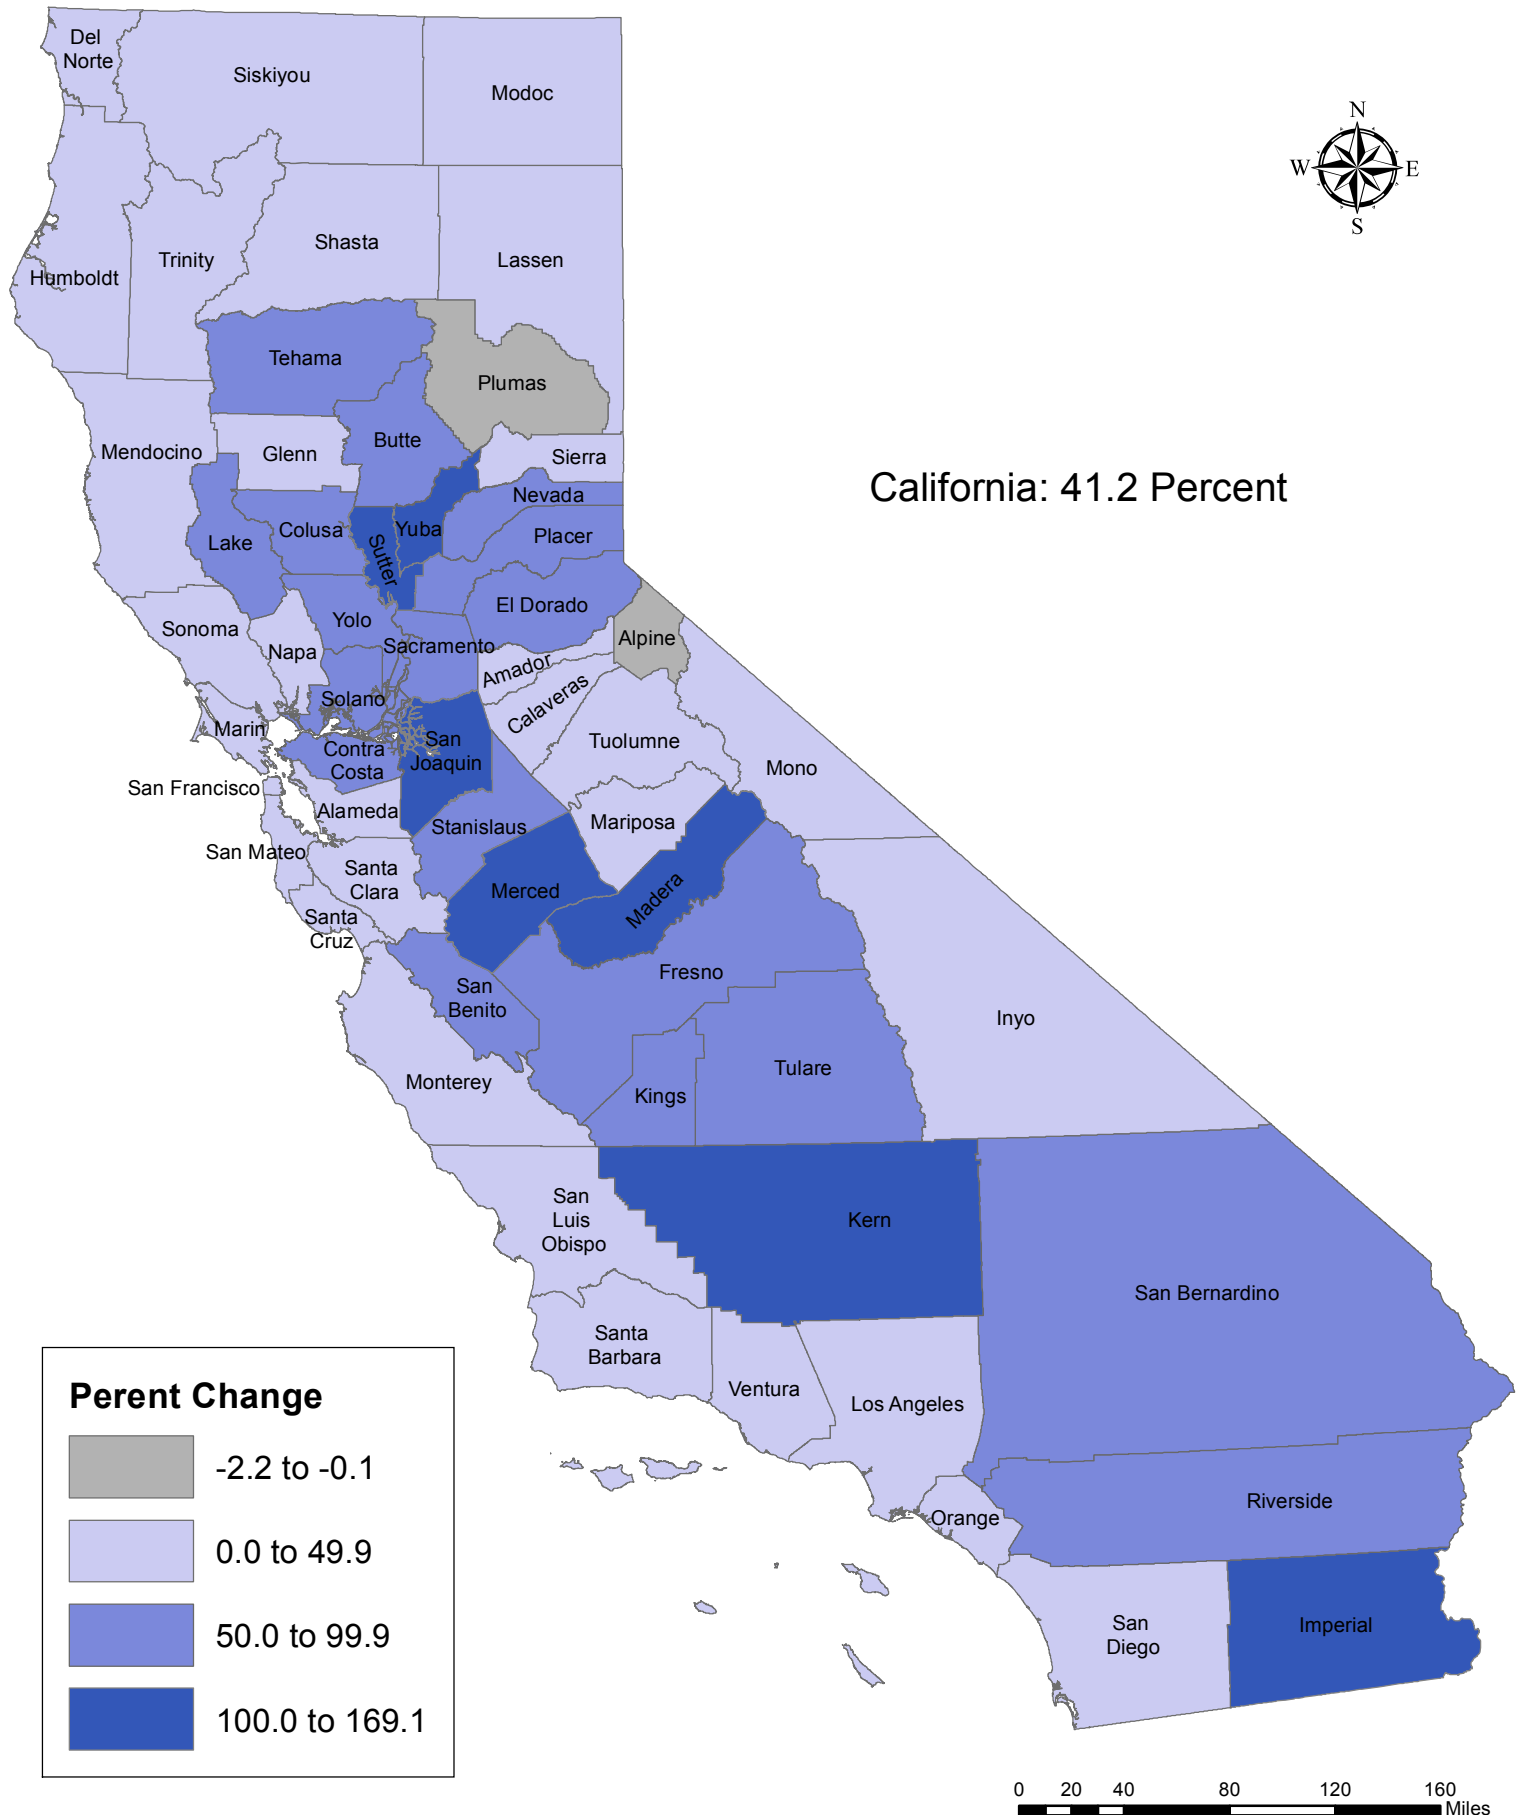 Del
Norte
Siskiyou
Modoc
N
W
E
S
Humboldt
Trinity
Shasta
Lassen
Tehama
Plumas
Mendocino
Glenn
Butte
Sierra
California: 41.2 Percent
Nevada
Lake
Colusa
Sutter
Yuba
Placer
El Dorado
Sonoma
Napa
Yolo
Sacramento
Amador
Alpine
Solano
Calaveras
Marin
Contra
Costa
San
Joaquin
Tuolumne
Mono
San Francisco
Alameda
Stanislaus
Mariposa
San Mateo
Santa
Clara
Merced
Madera
Santa
Cruz
San
Benito
Fresno
Inyo
Monterey
Kings
Tulare
San
Luis
Obispo
Kern
San Bernardino
Santa
Barbara
Ventura
Los Angeles
Orange
Riverside
San
Diego
Imperial
Perent Change
-2.2 to -0.1
0.0 to 49.9
50.0 to 99.9
100.0 to 169.1
0 20 40 80 120 160
Miles